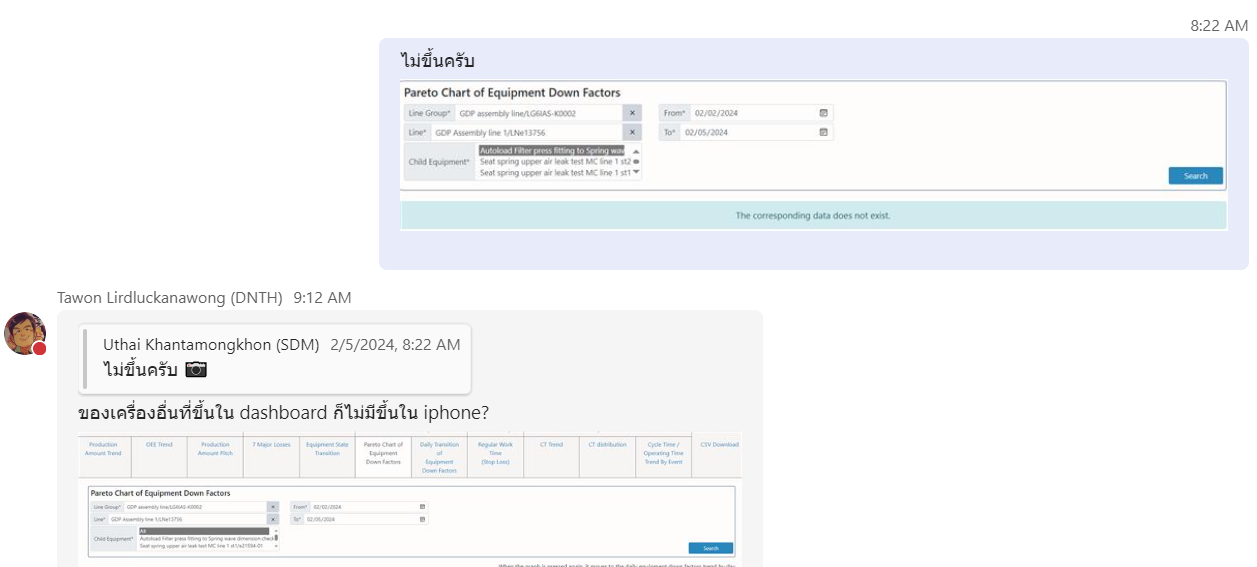 8:22 AM
ไม่ขึ้นครับ
Pareto Chart of Equipment Down Factors
Line Group* GDP assembly line/LG6IAS-K0002 × From* 02/02/2024
Line* GDP Assembly line 1/LNe13756 × To* 02/05/2024
Autoload Filter press fitting to Spring wav
Child Equipment* Seat spring upper air leak test MC line 1 st2
Seat spring upper air leak test MC line 1 st1
Search
The corresponding data does not exist.
Tawon Lirdluckanawong (DNTH) 9:12 AM
Uthai Khantamongkhon (SDM) 2/5/2024, 8:22 AM
ไม่ขึ้นครับ
ของเครื่องอื่นที่ขึ้นใน dashboard ก็ไม่มีขึ้นใน iphone?
Production Amount Trend
OEE Trend
Production Amount Pitch
7 Major Losses
Equipment State Transition
Pareto Chart of Equipment Down Factors
Daily Transition of Equipment Down Factors
Regular Work Time (Stop Loss)
CT Trend
CT distribution
Cycle Time / Operating Time Trend By Event
CSV Download
Pareto Chart of Equipment Down Factors
Line Group* GDP assembly line/LG6IAS-K0002 × From* 02/02/2024
Line* GDP Assembly line 1/LNe13756 × To* 02/05/2024
All
Child Equipment* Autoload Filter press fitting to Spring wave dimension check
Seat spring upper air leak test MC line 1 st1/a21594-01
Search